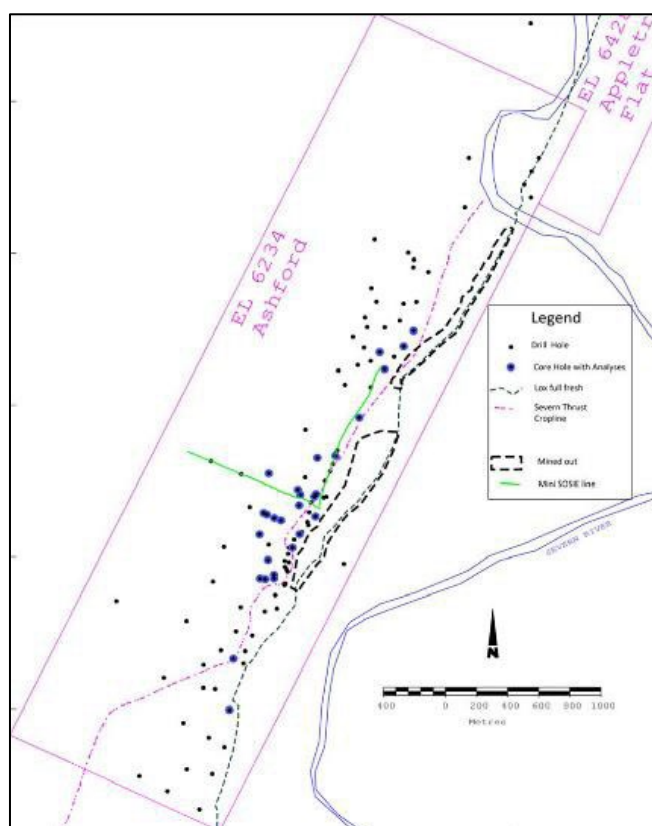 EL 6428
Appletr
Flat
EL 6234
Ashford
Legend
Drill Hole
Core Hole with Analyses
Lox full fresh
Severn Thrust
Cropline
Mined out
Mini SOSIE line
SEVERN RIVER
N
400 0 200 400 600 800 1000
Metres